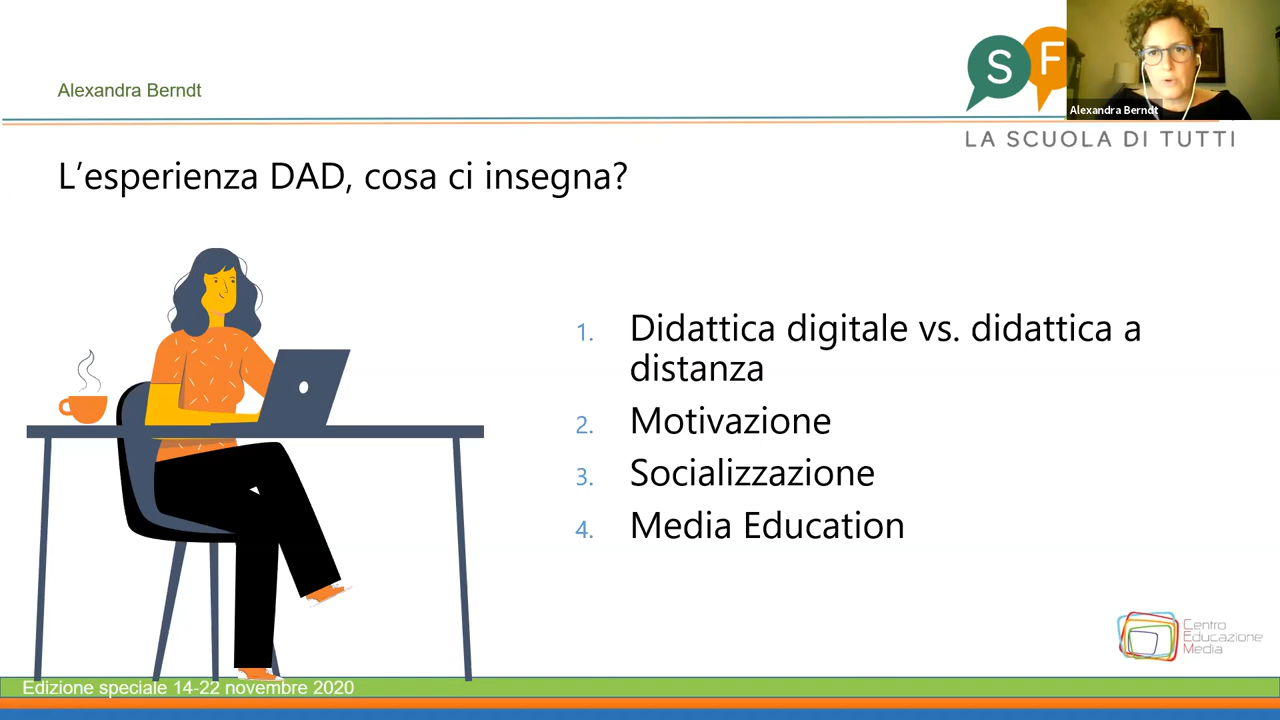 Alexandra Berndt
S F
Alexandra Berndt
LA SCUOLA DI TUTTI
L'esperienza DAD, cosa ci insegna?
1. Didattica digitale vs. didattica a
distanza
2. Motivazione
3. Socializzazione
4. Media Education
Centro
Educazione
Media
Edizione speciale 14-22 novembre 2020